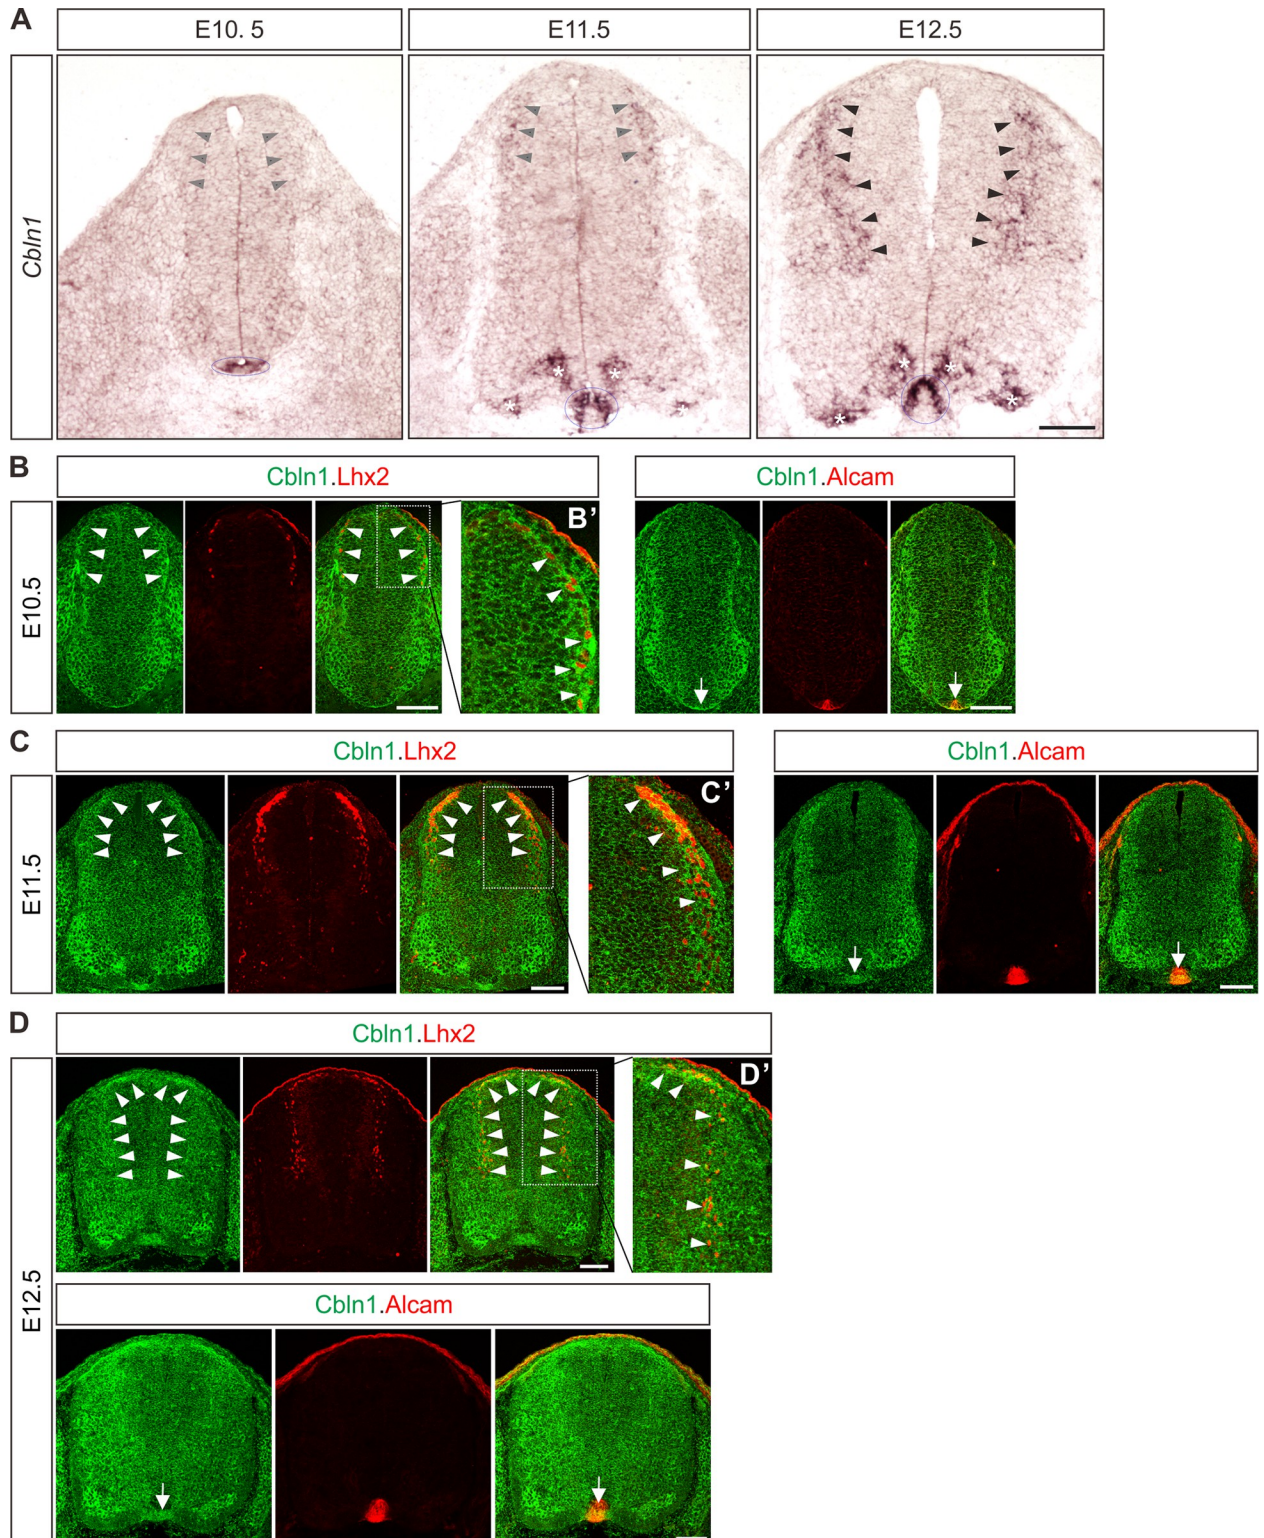 A
E10. 5
E11.5
E12.5
Cbln1
* * * *
* * * *
B
Cbln1.Lhx2
Cbln1.Alcam
E10.5
B’
C
Cbln1.Lhx2
Cbln1.Alcam
E11.5
C’
D
Cbln1.Lhx2
D’
E12.5
Cbln1.Alcam